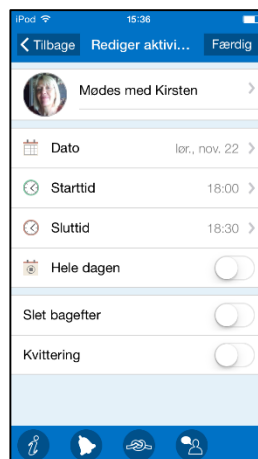 iPod 15:36
Tilbage Rediger aktivi... Færdig
Mødes med Kirsten
Dato lør., nov. 22
Starttid 18:00
Sluttid 18:30
Hele dagen
Slet bagefter
Kvittering